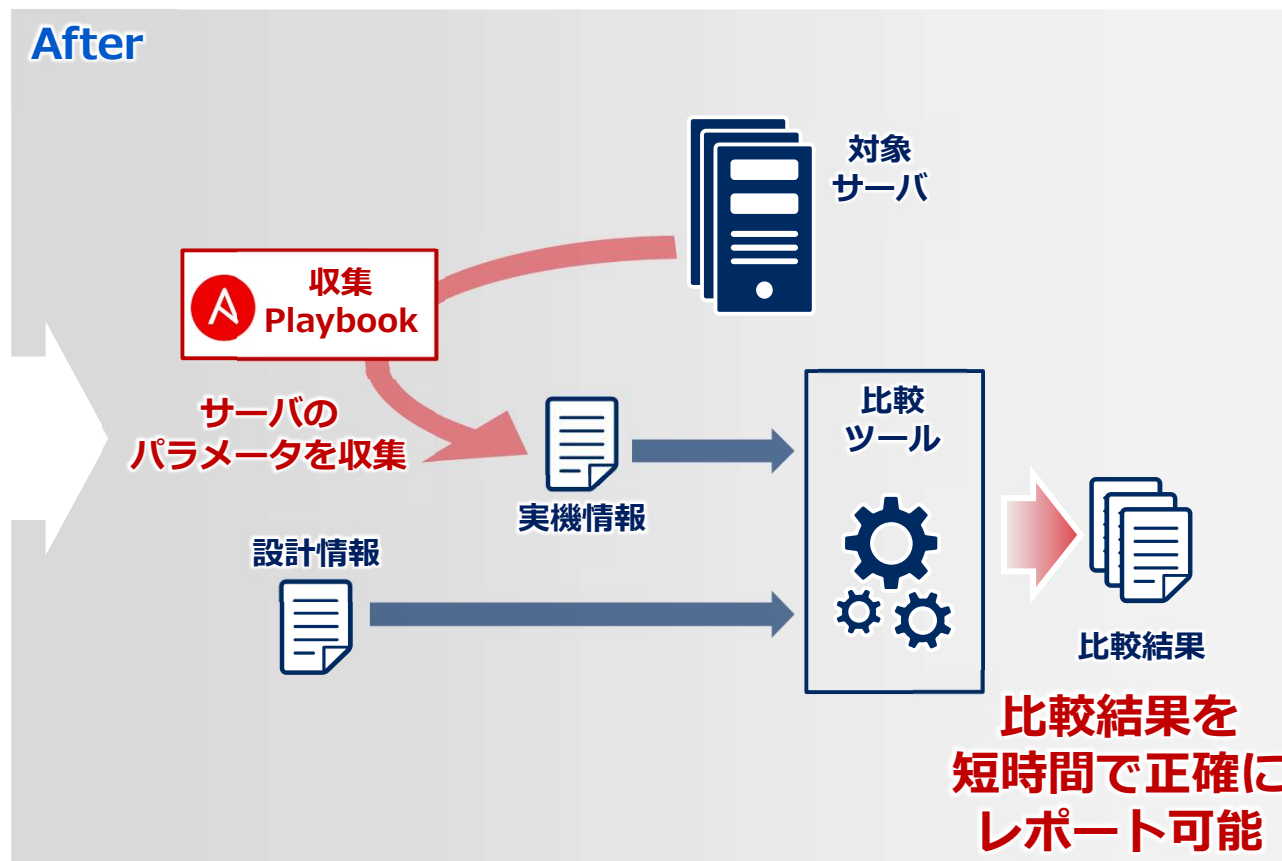 After
対象
サーバ
収集
Playbook
サーバの
パラメータを収集
実機情報
設計情報
比較
ツール
比較結果
比較結果を
短時間で正確に
レポート可能